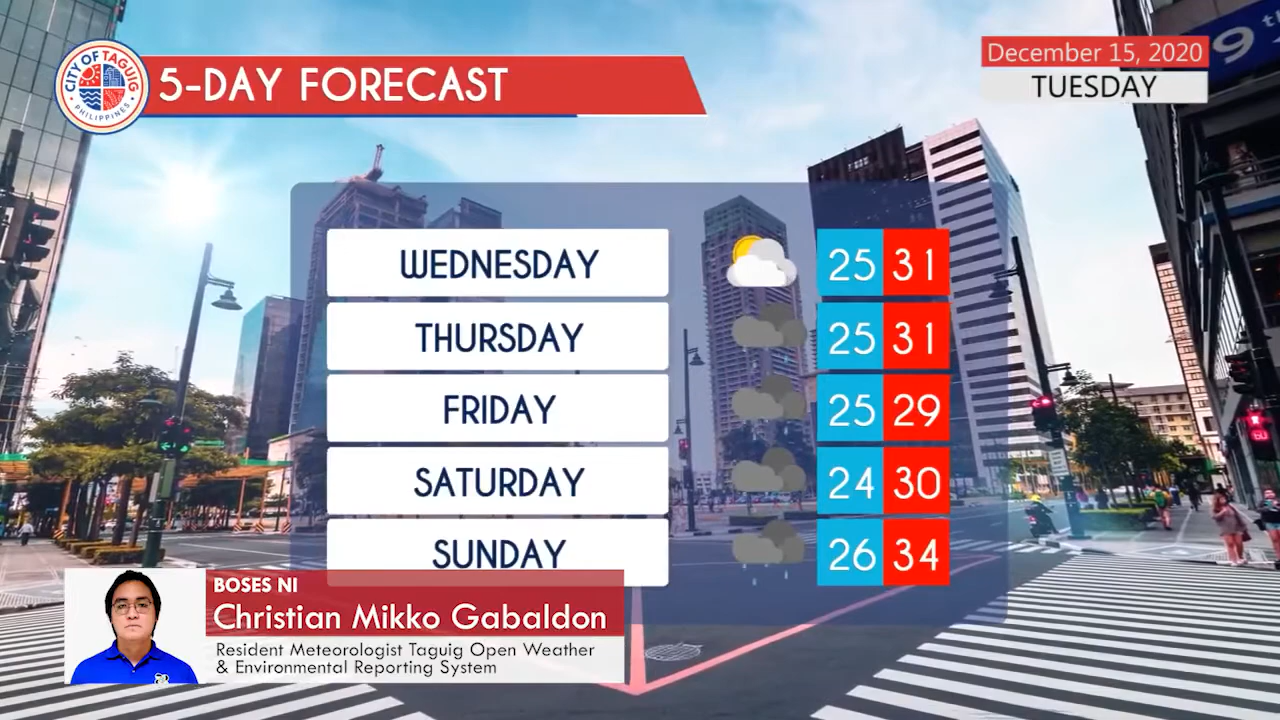 CITY OF TAGUIG
PHILIPPINES
5-DAY FORECAST
December 15, 2020
TUESDAY
9th
WEDNESDAY
25 31
THURSDAY
25 31
FRIDAY
25 29
SATURDAY
24 30
SUNDAY
26 34
BOSES NI
Christian Mikko Gabaldon
Resident Meteorologist Taguig Open Weather
& Environmental Reporting System